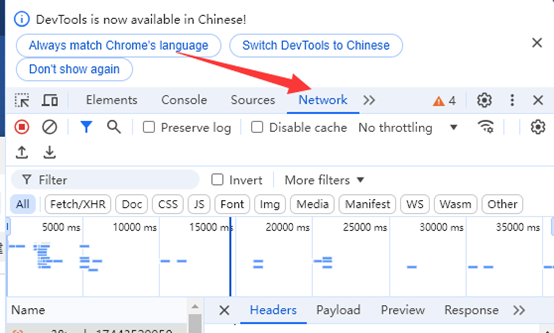 DevTools is now available in Chinese!
Always match Chrome's language Switch DevTools to Chinese
Don't show again
Elements Console Sources Network 4
Preserve log Disable cache No throttling
Filter Invert More filters
All Fetch/XHR Doc CSS JS Font Img Media Manifest WS Wasm Other
5000 ms 10000 ms 15000 ms 20000 ms 25000 ms 30000 ms 35000 ms
Name Headers Payload Preview Response